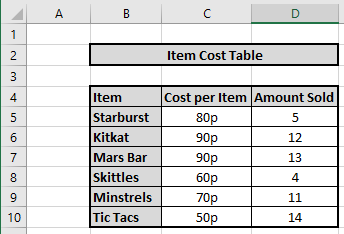 A B C D
1
2 Item Cost Table
3
4 Item Cost per Item Amount Sold
5 Starburst 80p 5
6 Kitkat 90p 12
7 Mars Bar 90p 13
8 Skittles 60p 4
9 Minstrels 70p 11
10 Tic Tacs 50p 14